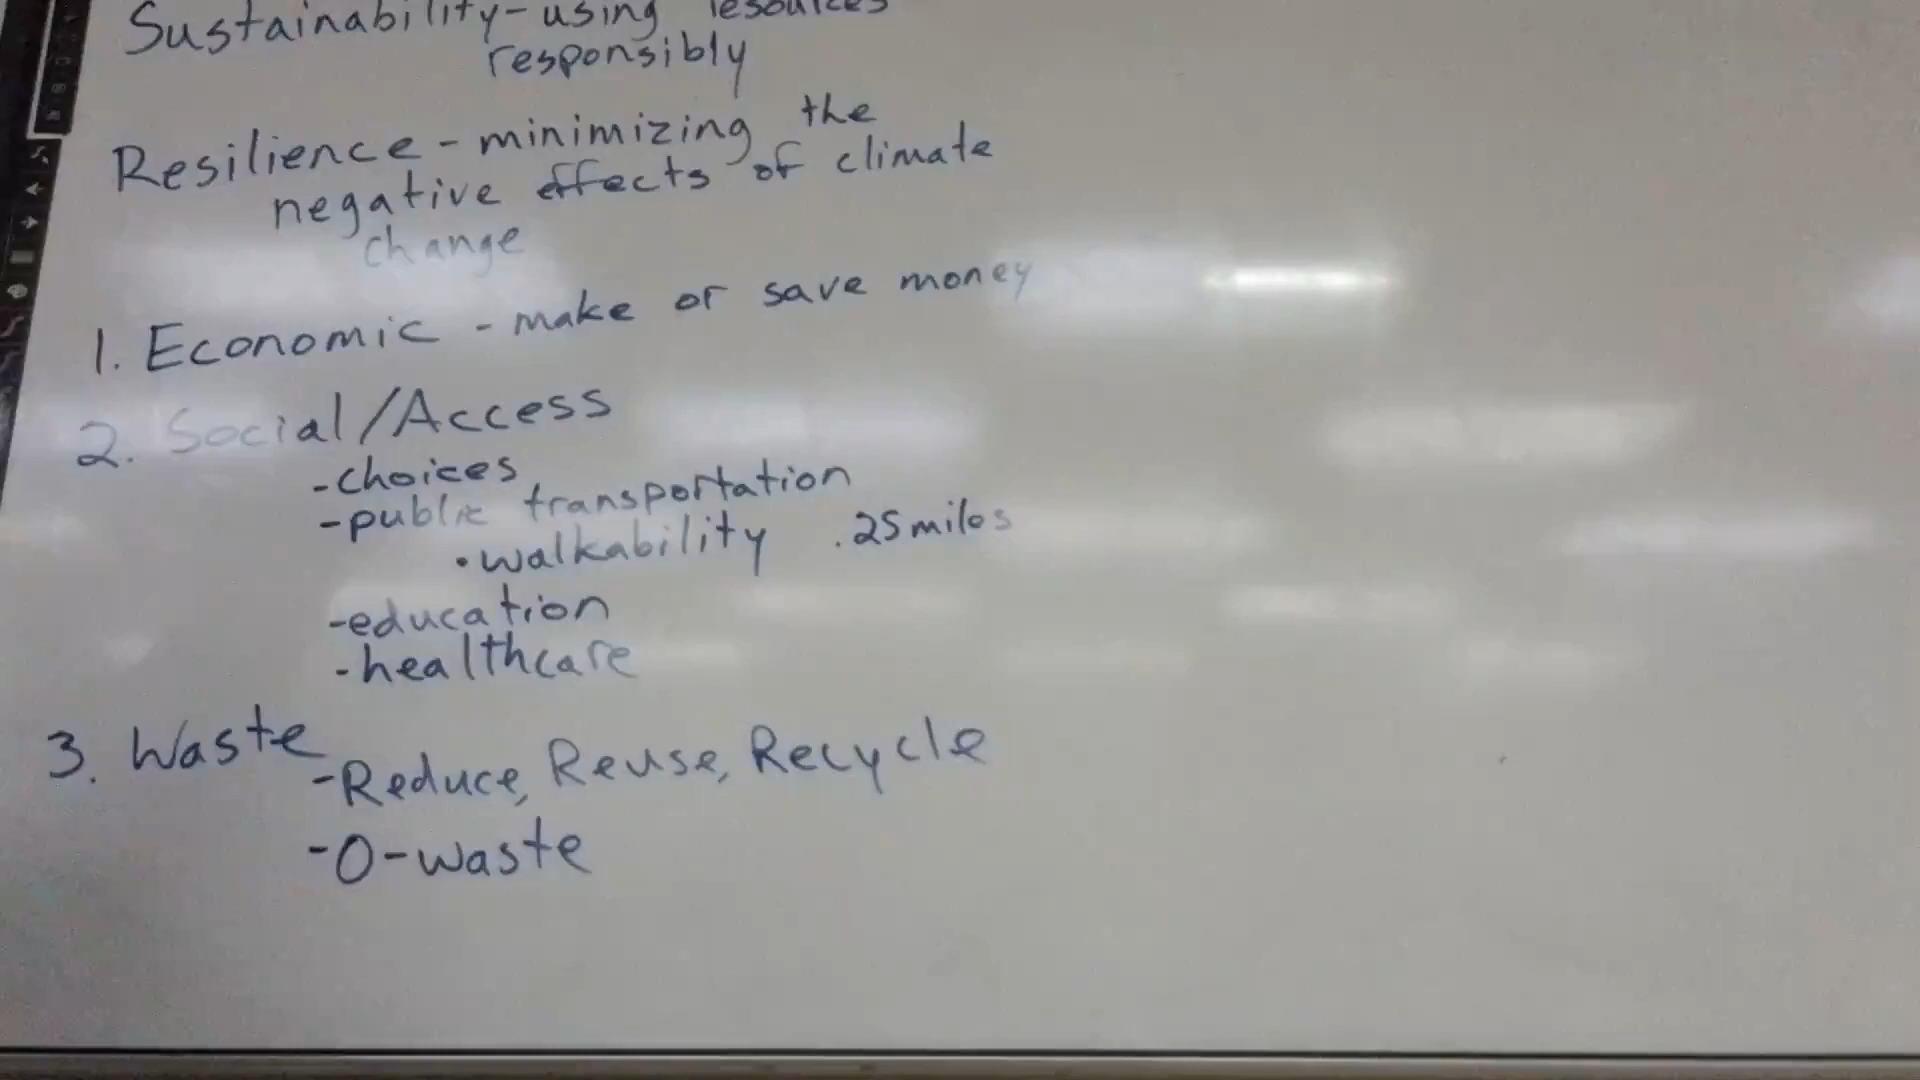 Sustainability - using resources
responsibly
Resilience - minimizing the
negative effects of climate
change
1. Economic - make or save money
2. Social/Access
- choices
- public transportation
• walkability .25 miles
- education
- healthcare
3. Waste
- Reduce, Reuse, Recycle
- 0-waste